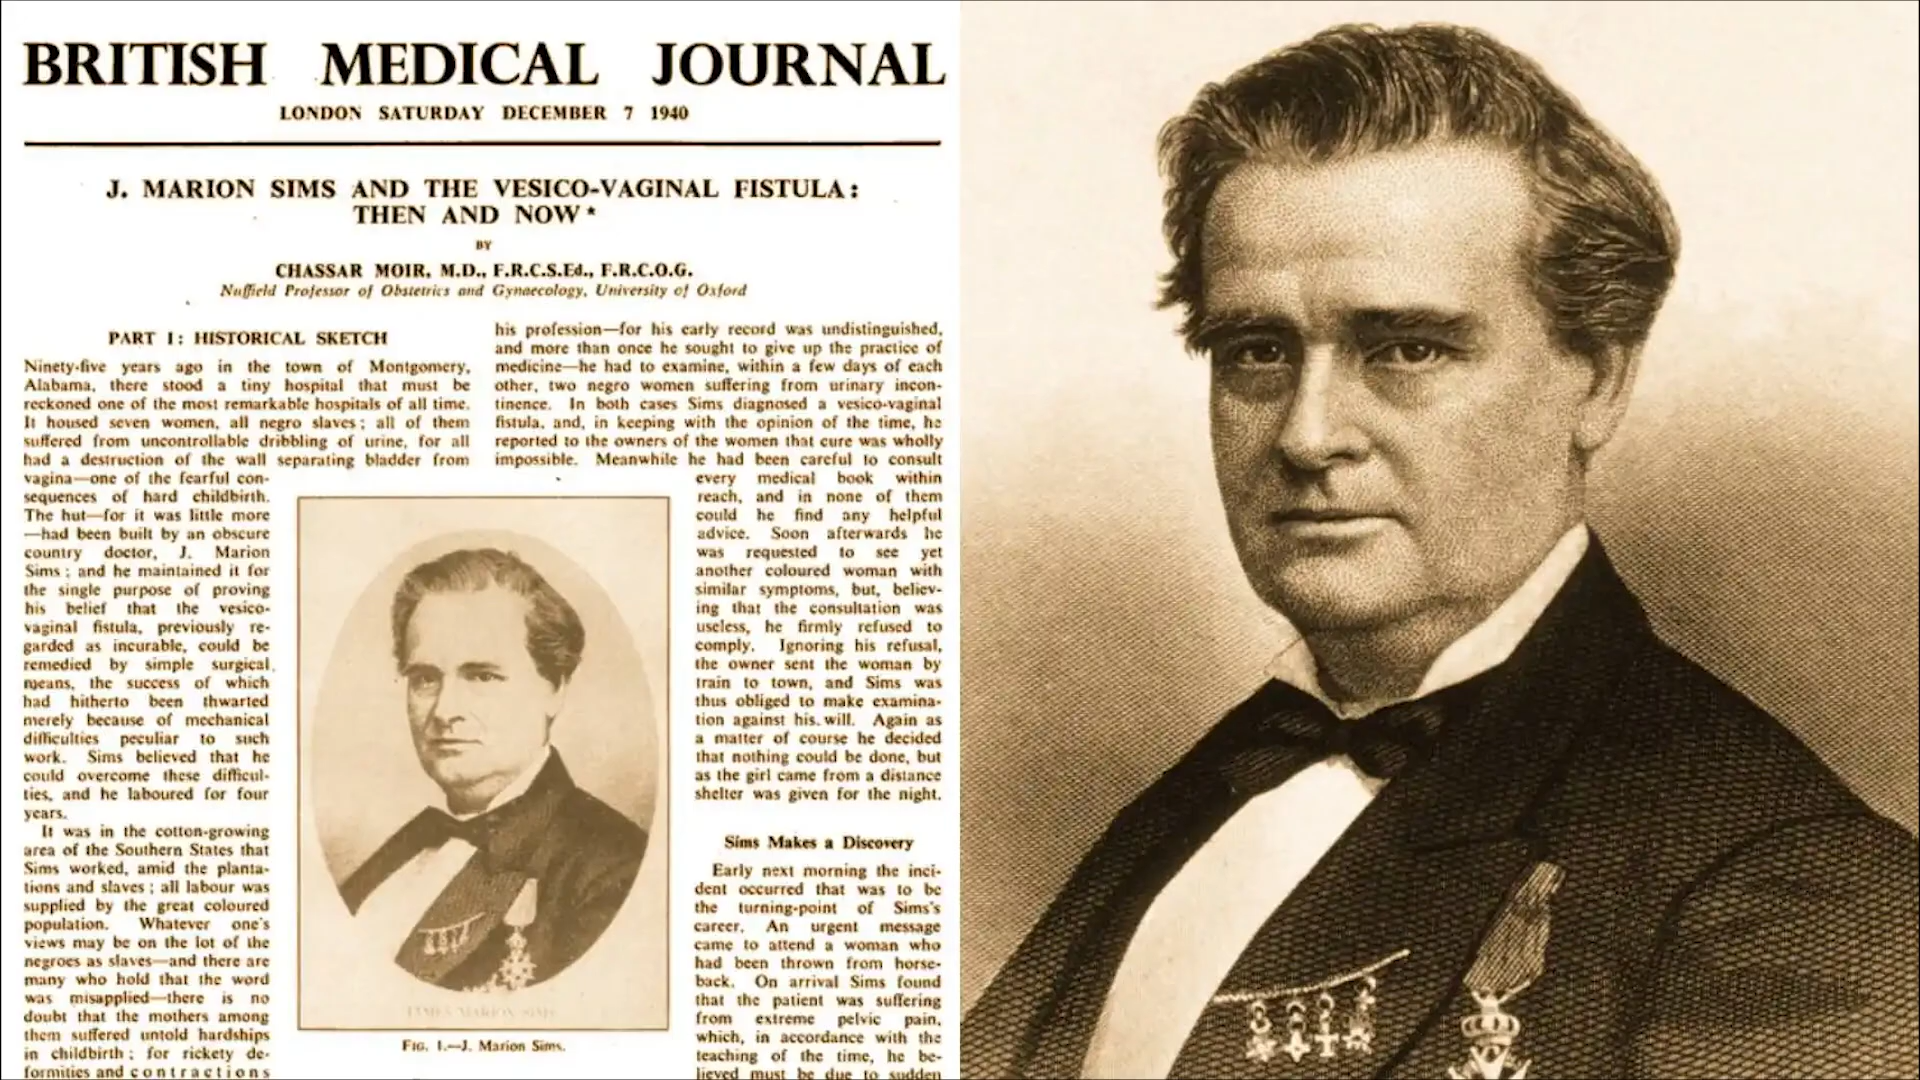 BRITISH MEDICAL JOURNAL
LONDON SATURDAY DECEMBER 7 1940
J. MARION SIMS AND THE VESICO-VAGINAL FISTULA:
THEN AND NOW*
BY
CHASSAR MOIR, M.D., F.R.C.S.Ed., F.R.C.O.G.
Nuffield Professor of Obstetrics and Gynaecology, University of Oxford
PART I: HISTORICAL SKETCH
Ninety-five years ago in the town of Montgomery,
Alabama, there stood a tiny hospital that must be
reckoned one of the most remarkable hospitals of all time.
It housed seven women, all negro slaves; all of them
suffered from uncontrollable dribbling of urine, for all
had a destruction of the wall separating bladder from
vagina—one of the fearful con-
sequences of hard childbirth.
The hut—for it was little more
—had been built by an obscure
country doctor, J. Marion
Sims; and he maintained it for
the single purpose of proving
his belief that the vesico-
vaginal fistula, previously re-
garded as incurable, could be
remedied by simple surgical
means, the success of which
had hitherto been thwarted
merely because of mechanical
difficulties peculiar to such
work. Sims believed that he
could overcome these difficul-
ties, and he laboured for four
years.
It was in the cotton-growing
area of the Southern States that
Sims worked, amid the planta-
tions and slaves; all labour was
supplied by the great coloured
population. Whatever one's
views may be on the lot of the
negroes as slaves—and there are
many who hold that the word
was misapplied—there is no
doubt that the mothers among
them suffered untold hardships
in childbirth; for rickety de-
formities and contractions
JAMES MARION SIMS
FIG. 1.—J. Marion Sims.
his profession—for his early record was undistinguished,
and more than once he sought to give up the practice of
medicine—he had to examine, within a few days of each
other, two negro women suffering from urinary incon-
tinence. In both cases Sims diagnosed a vesico-vaginal
fistula, and, in keeping with the opinion of the time, he
reported to the owners of the women that cure was wholly
impossible. Meanwhile he had been careful to consult
every medical book within
reach, and in none of them
could he find any helpful
advice. Soon afterwards he
was requested to see yet
another coloured woman with
similar symptoms, but, believ-
ing that the consultation was
useless, he firmly refused to
comply. Ignoring his refusal,
the owner sent the woman by
train to town, and Sims was
thus obliged to make examina-
tion against his will. Again as
a matter of course he decided
that nothing could be done, but
as the girl came from a distance
shelter was given for the night.
Sims Makes a Discovery
Early next morning the inci-
dent occurred that was to be
the turning-point of Sims's
career. An urgent message
came to attend a woman who
had been thrown from horse-
back. On arrival Sims found
that the patient was suffering
from extreme pelvic pain,
which, in accordance with the
teaching of the time, he be-
lieved must be due to sudden